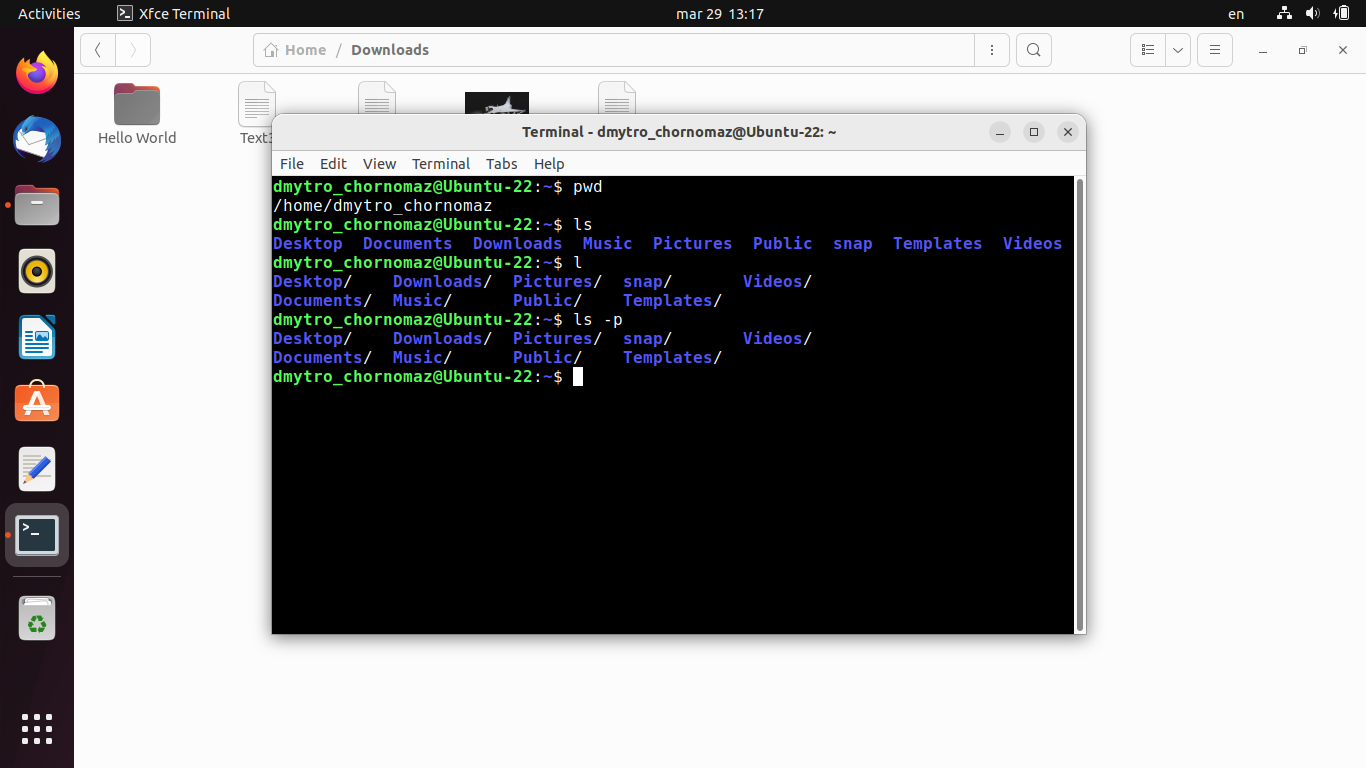 Activities Xfce Terminal mar 29 13:17 en
Home / Downloads
Hello World
Terminal - dmytro_chornomaz@Ubuntu-22: ~
File Edit View Terminal Tabs Help
dmytro_chornomaz@Ubuntu-22:~$ pwd
/home/dmytro_chornomaz
dmytro_chornomaz@Ubuntu-22:~$ ls
Desktop Documents Downloads Music Pictures Public snap Templates Videos
dmytro_chornomaz@Ubuntu-22:~$ l
Desktop/ Downloads/ Pictures/ snap/ Videos/
Documents/ Music/ Public/ Templates/
dmytro_chornomaz@Ubuntu-22:~$ ls -p
Desktop/ Downloads/ Pictures/ snap/ Videos/
Documents/ Music/ Public/ Templates/
dmytro_chornomaz@Ubuntu-22:~$